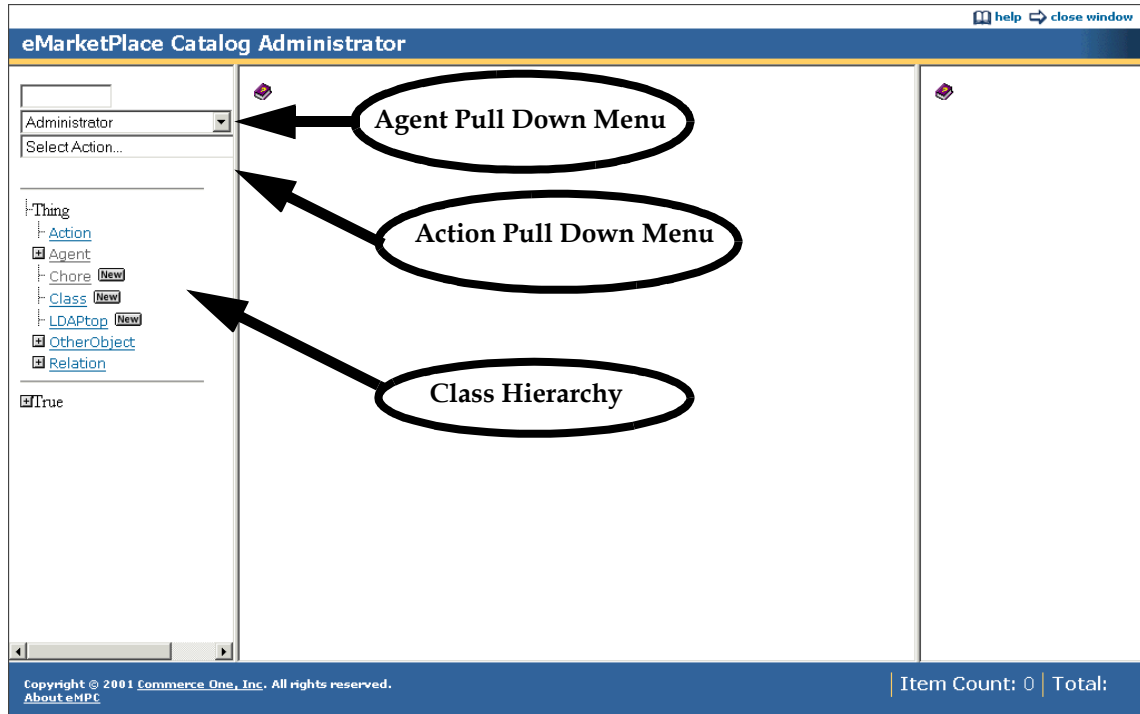 help close window
eMarketPlace Catalog Administrator
Administrator
Select Action...
Agent Pull Down Menu
Action Pull Down Menu
Thing
Action
Agent
Chore New
Class New
LDAPtop New
OtherObject
Relation
Class Hierarchy
True
Copyright © 2001 Commerce One, Inc. All rights reserved.
About eMPC
Item Count: 0 Total: